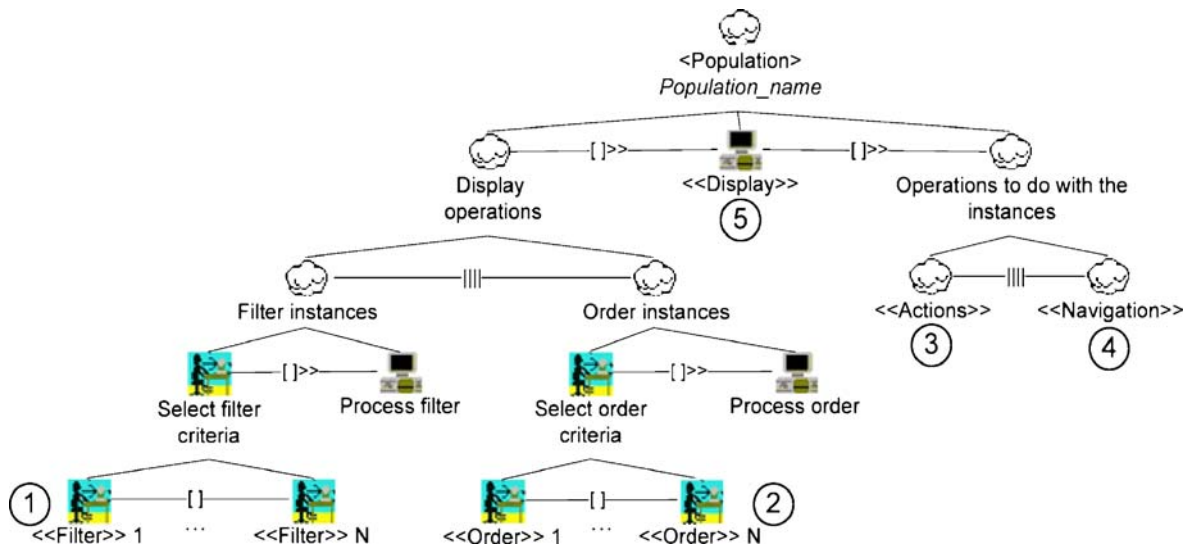 <Population>
Population_name
[ ]>>
[ ]>>
Display
operations
<<Display>>
5
Operations to do with the
instances
||||
Filter instances
Order instances
||||
<<Actions>>
<<Navigation>>
3
4
[ ]>>
[ ]>>
Select filter
criteria
Process filter
Select order
criteria
Process order
1
[ ]
[ ]
2
<<Filter>> 1
...
<<Filter>> N
<<Order>> 1
...
<<Order>> N